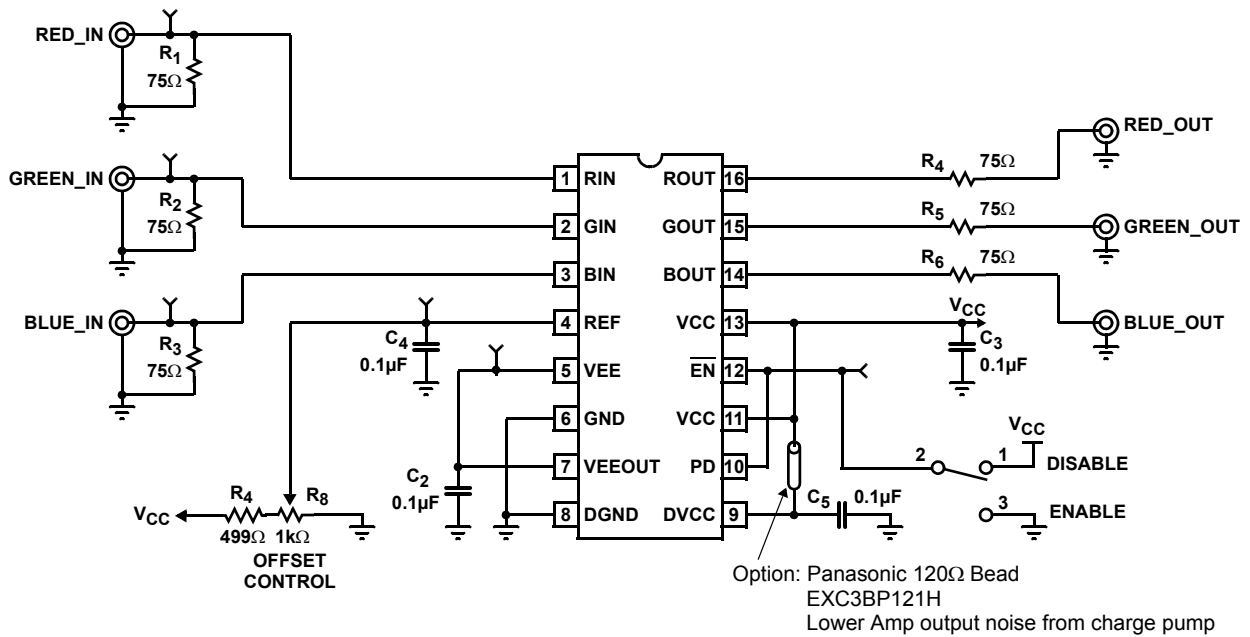 RED_IN
R1
75Ω
GREEN_IN
R2
75Ω
BLUE_IN
R3
75Ω
RED_OUT
R4 75Ω
GREEN_OUT
R5 75Ω
BLUE_OUT
R6 75Ω
1 RIN ROUT 16
2 GIN GOUT 15
3 BIN BOUT 14
4 REF VCC 13
5 VEE EN 12
6 GND VCC 11
7 VEEOUT PD 10
8 DGND DVCC 9
C4
0.1µF
C2
0.1µF
VCC
C3
0.1µF
VCC
2 1 DISABLE
3 ENABLE
C5 0.1µF
VCC
R4 R8
499Ω 1kΩ
OFFSET
CONTROL
Option: Panasonic 120Ω Bead
EXC3BP121H
Lower Amp output noise from charge pump